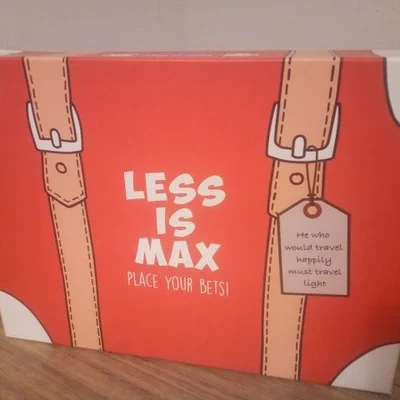 LESS
IS
MAX
PLACE YOUR BETS!
He who
would travel
happily
must travel
light